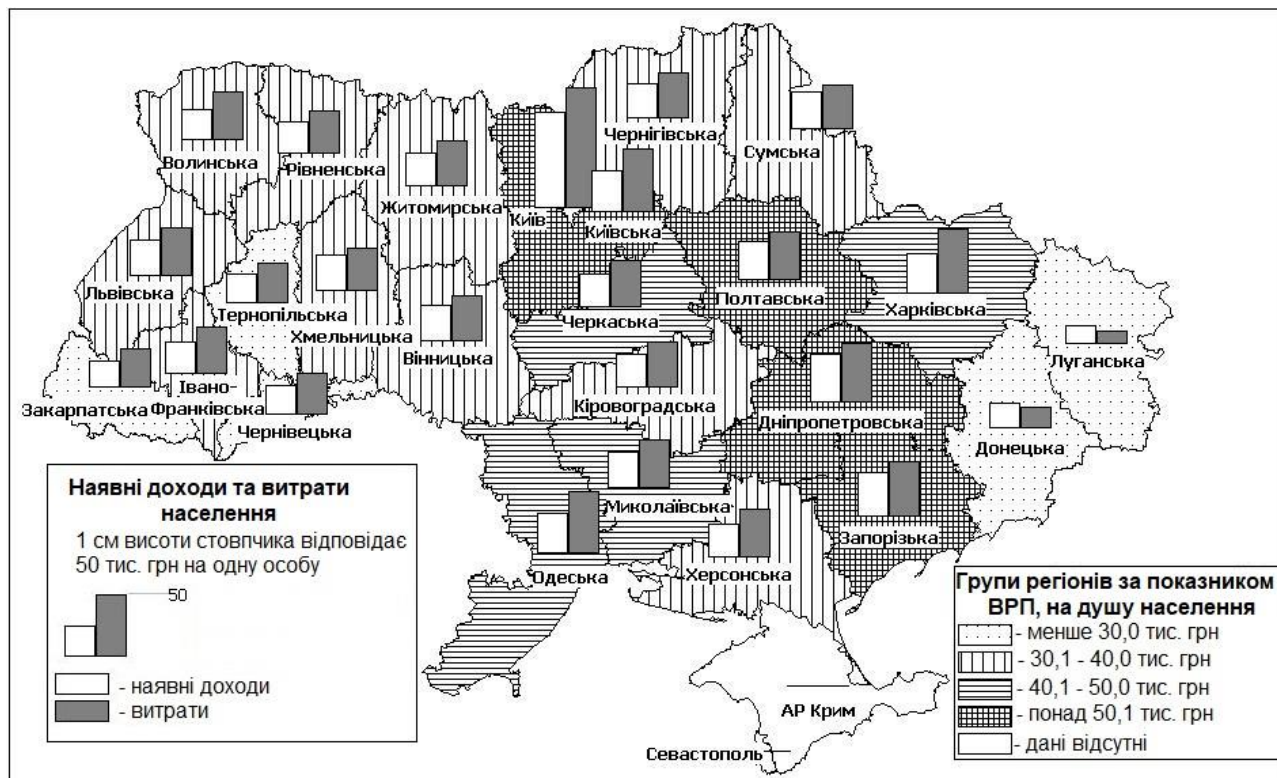 Волинська
Рівненська
Житомирська
Київ
Київська
Чернігівська
Сумська
Львівська
Тернопільська
Хмельницька
Вінницька
Черкаська
Полтавська
Харківська
Луганська
Закарпатська
Івано-
Франківська
Чернівецька
Кіровоградська
Дніпропетровська
Донецька
Миколаївська
Запорізька
Одеська
Херсонська
АР Крим
Севастополь
Наявні доходи та витрати
населення
1 см висоти стовпчика відповідає
50 тис. грн на одну особу
50
- наявні доходи
- витрати
Групи регіонів за показником
ВРП, на душу населення
- менше 30,0 тис. грн
- 30,1 - 40,0 тис. грн
- 40,1 - 50,0 тис. грн
- понад 50,1 тис. грн
- дані відсутні